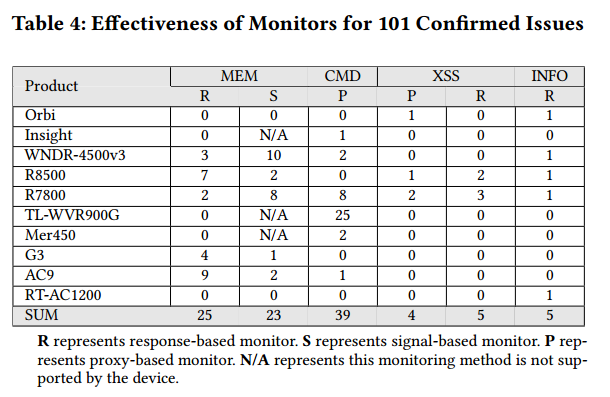 Table 4: Effectiveness of Monitors for 101 Confirmed Issues
Product MEM CMD XSS INFO
R S P P R R
Orbi 0 0 0 1 0 1
Insight 0 N/A 1 0 0 0
WNDR-4500v3 3 10 2 0 0 1
R8500 7 2 0 1 2 1
R7800 2 8 8 2 3 1
TL-WVR900G 0 N/A 25 0 0 0
Mer450 0 N/A 2 0 0 0
G3 4 1 0 0 0 0
AC9 9 2 1 0 0 0
RT-AC1200 0 0 0 0 0 1
SUM 25 23 39 4 5 5
R represents response-based monitor. S represents signal-based monitor. P rep-
resents proxy-based monitor. N/A represents this monitoring method is not sup-
ported by the device.